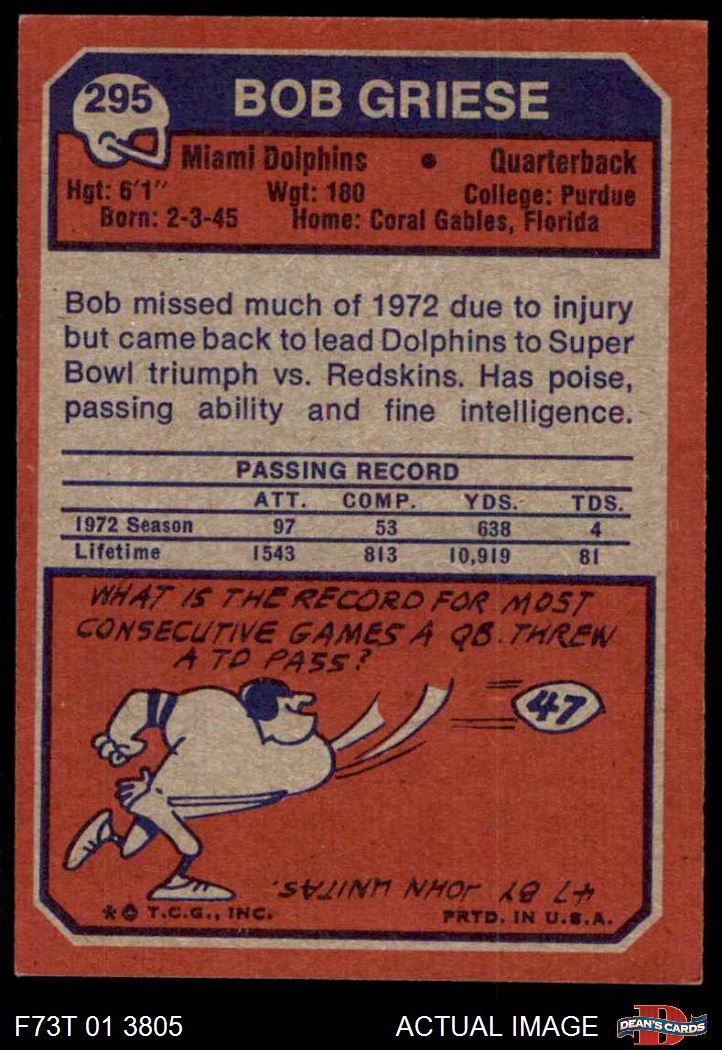 295
BOB GRIESE
Miami Dolphins • Quarterback
Hgt: 6'1" Wgt: 180 College: Purdue
Born: 2-3-45 Home: Coral Gables, Florida
Bob missed much of 1972 due to injury
but came back to lead Dolphins to Super
Bowl triumph vs. Redskins. Has poise,
passing ability and fine intelligence.
PASSING RECORD
ATT. COMP. YDS. TDS.
1972 Season 97 53 638 4
Lifetime 1543 813 10,919 81
WHAT IS THE RECORD FOR MOST
CONSECUTIVE GAMES A QB. THREW
A TD PASS?
47
47 BY JOHN UNITAS.
*© T.C.G., INC. PRTD. IN U.S.A.
F73T 01 3805 ACTUAL IMAGE
D
DEAN'S CARDS